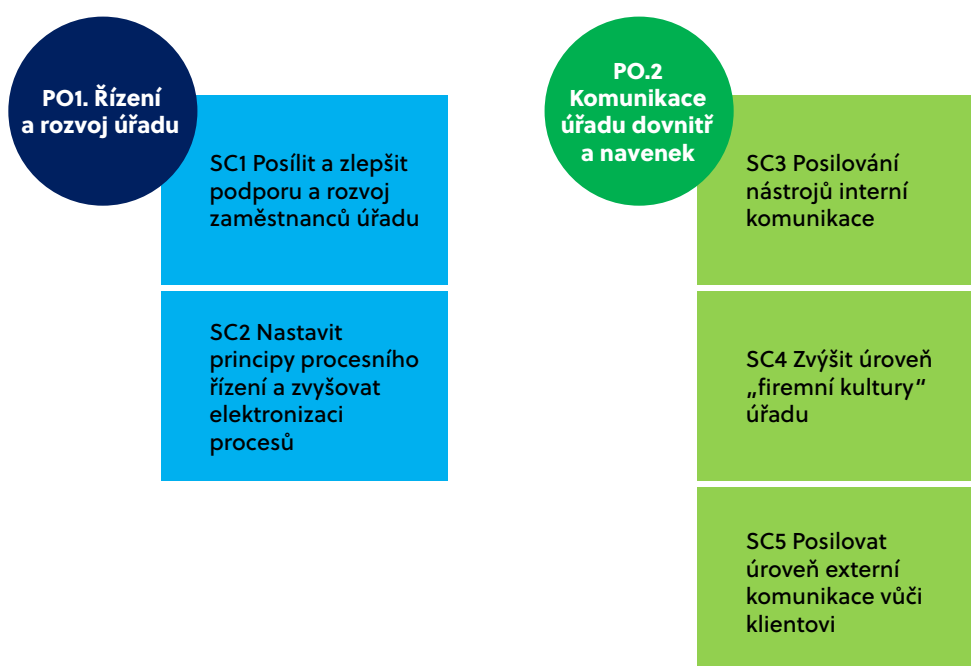 PO1. Řízení
a rozvoj úřadu
SC1 Posílit a zlepšit
podporu a rozvoj
zaměstnanců úřadu
SC2 Nastavit
principy procesního
řízení a zvyšovat
elektronizaci
procesů
PO.2
Komunikace
úřadu dovnitř
a navenek
SC3 Posilování
nástrojů interní
komunikace
SC4 Zvýšit úroveň
„firemní kultury“
úřadu
SC5 Posilovat
úroveň externí
komunikace vůči
klientovi